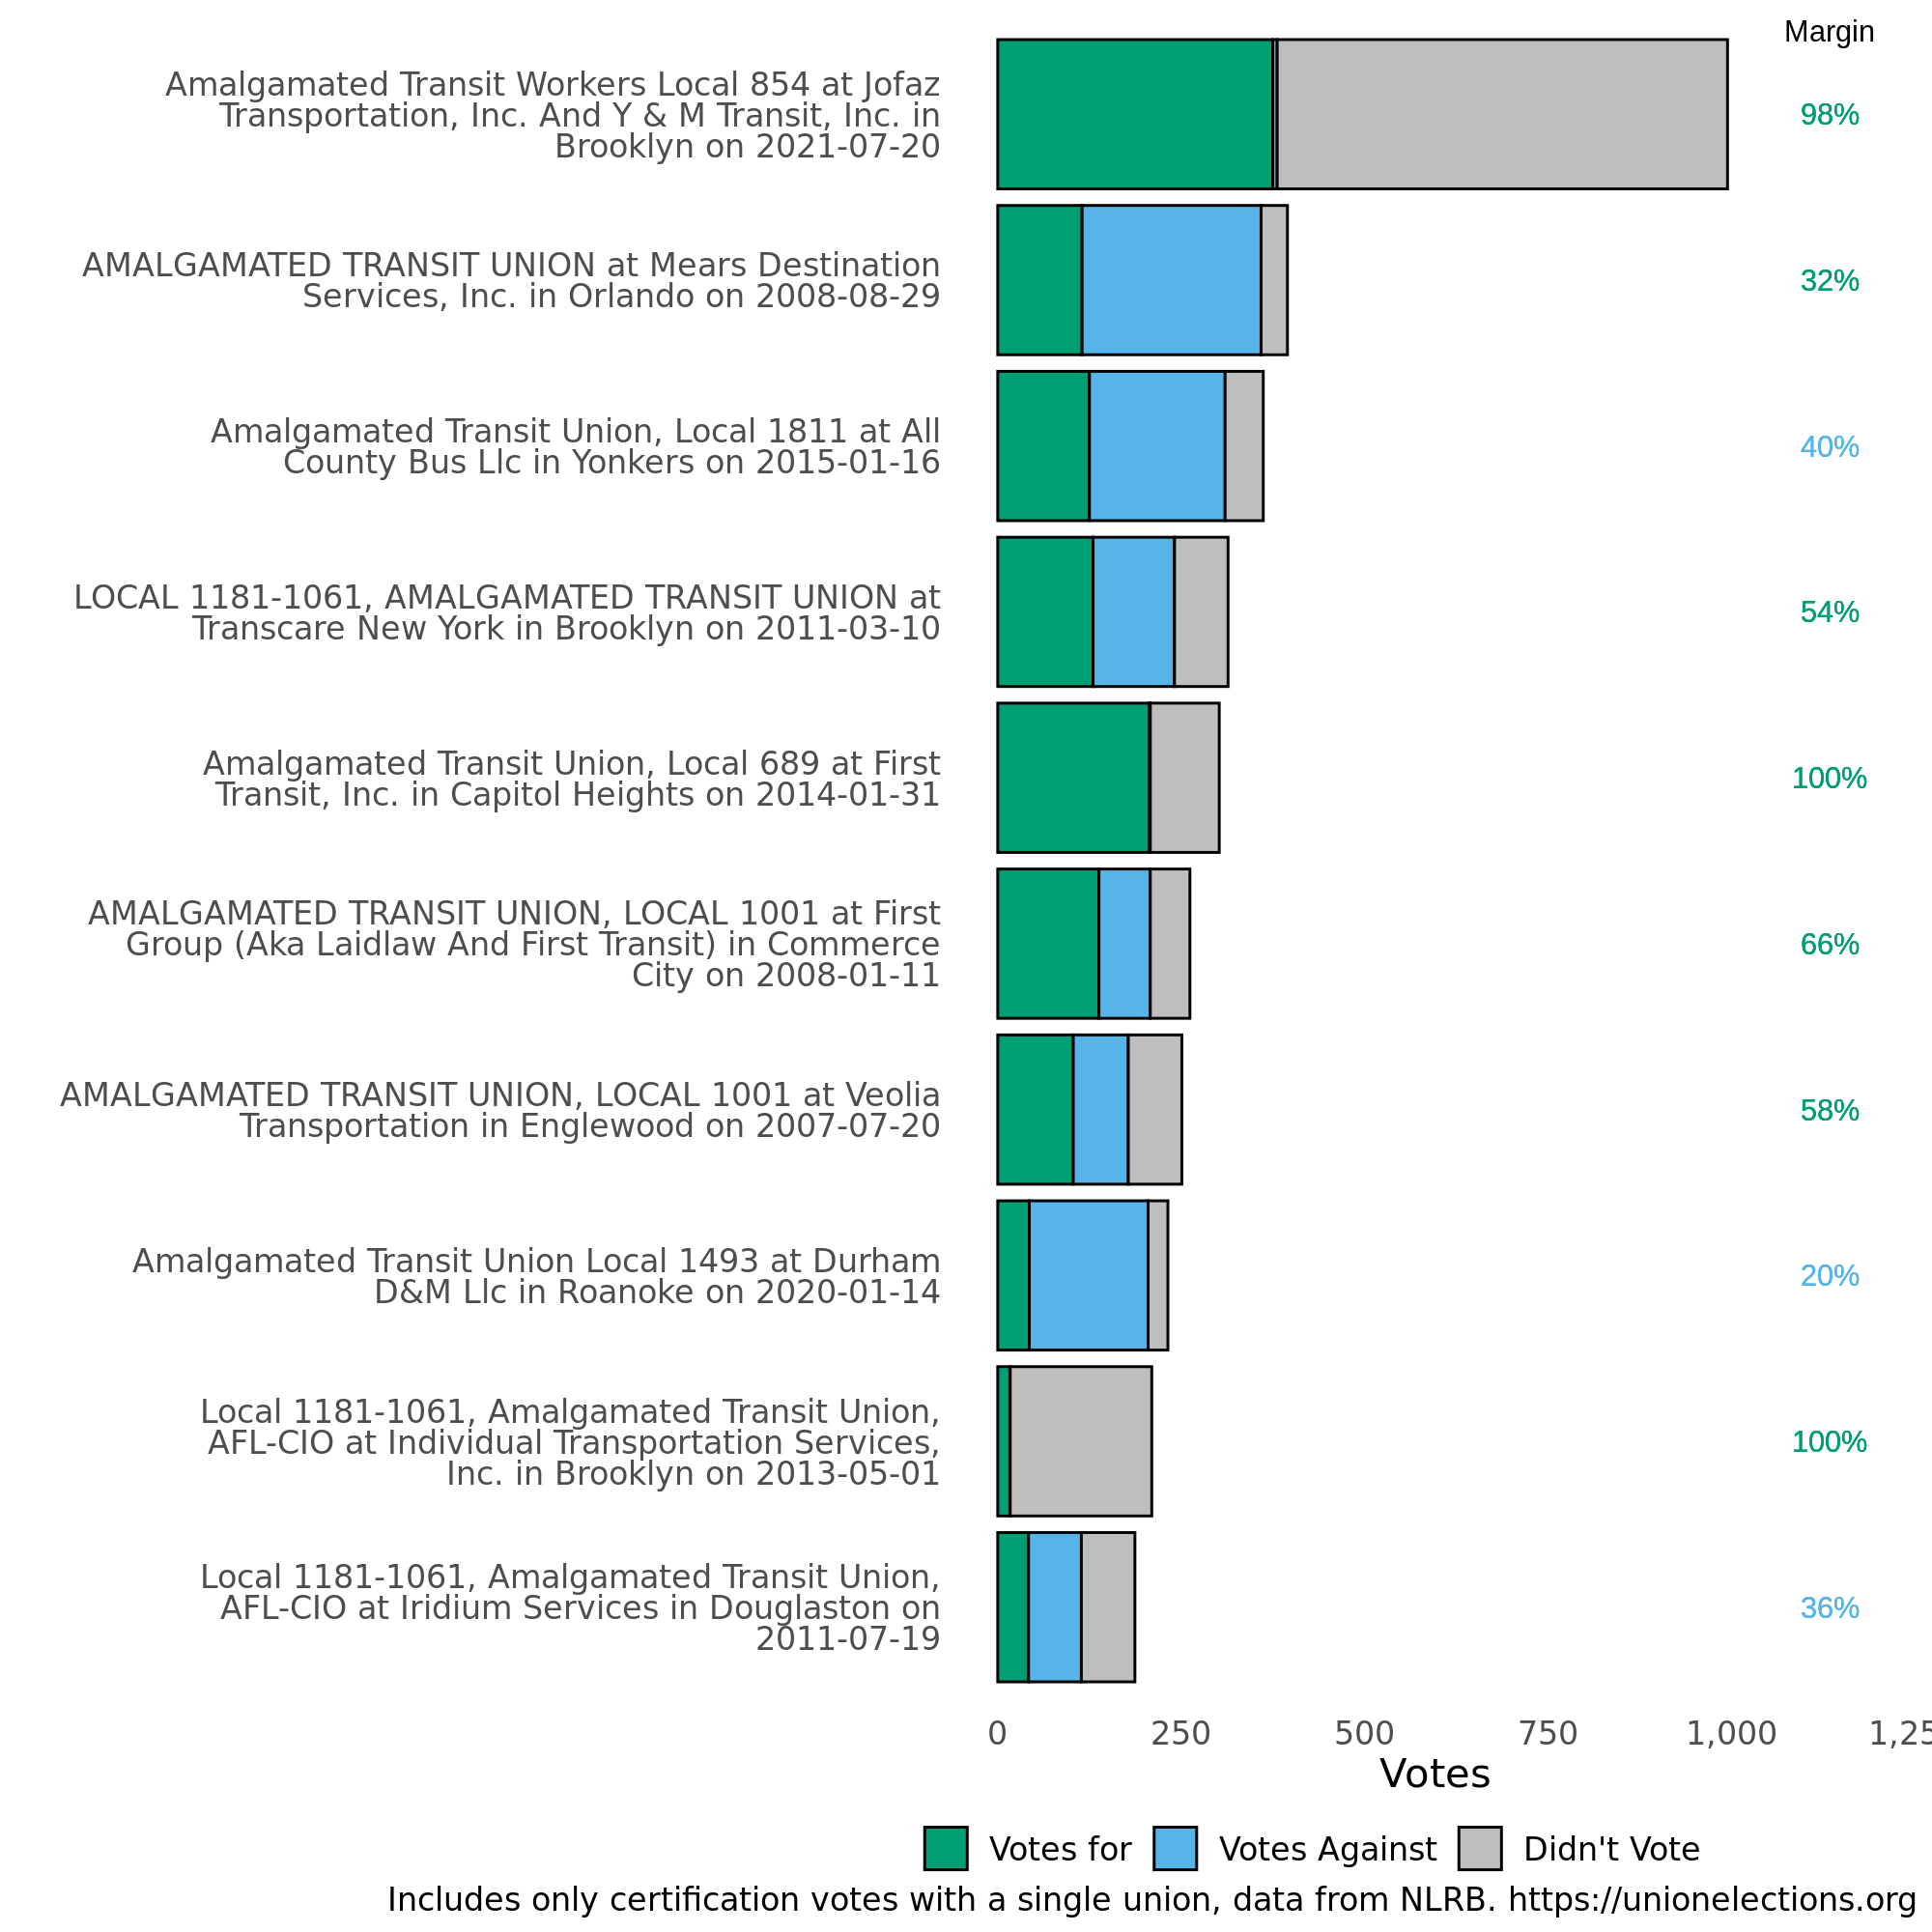 Margin
Amalgamated Transit Workers Local 854 at Jofaz
Transportation, Inc. And Y & M Transit, Inc. in
Brooklyn on 2021-07-20
98%
AMALGAMATED TRANSIT UNION at Mears Destination
Services, Inc. in Orlando on 2008-08-29
32%
Amalgamated Transit Union, Local 1811 at All
County Bus Llc in Yonkers on 2015-01-16
40%
LOCAL 1181-1061, AMALGAMATED TRANSIT UNION at
Transcare New York in Brooklyn on 2011-03-10
54%
Amalgamated Transit Union, Local 689 at First
Transit, Inc. in Capitol Heights on 2014-01-31
100%
AMALGAMATED TRANSIT UNION, LOCAL 1001 at First
Group (Aka Laidlaw And First Transit) in Commerce
City on 2008-01-11
66%
AMALGAMATED TRANSIT UNION, LOCAL 1001 at Veolia
Transportation in Englewood on 2007-07-20
58%
Amalgamated Transit Union Local 1493 at Durham
D&M Llc in Roanoke on 2020-01-14
20%
Local 1181-1061, Amalgamated Transit Union,
AFL-CIO at Individual Transportation Services,
Inc. in Brooklyn on 2013-05-01
100%
Local 1181-1061, Amalgamated Transit Union,
AFL-CIO at Iridium Services in Douglaston on
2011-07-19
36%
0 250 500 750 1,000 1,25
Votes
Votes for Votes Against Didn't Vote
Includes only certification votes with a single union, data from NLRB. https://unionelections.org